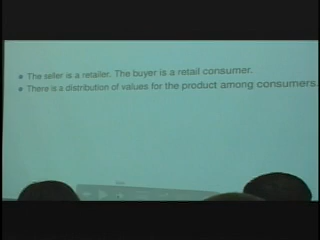 The seller is a retailer. The buyer is a retail consumer.
There is a distribution of values for the product among consumers.